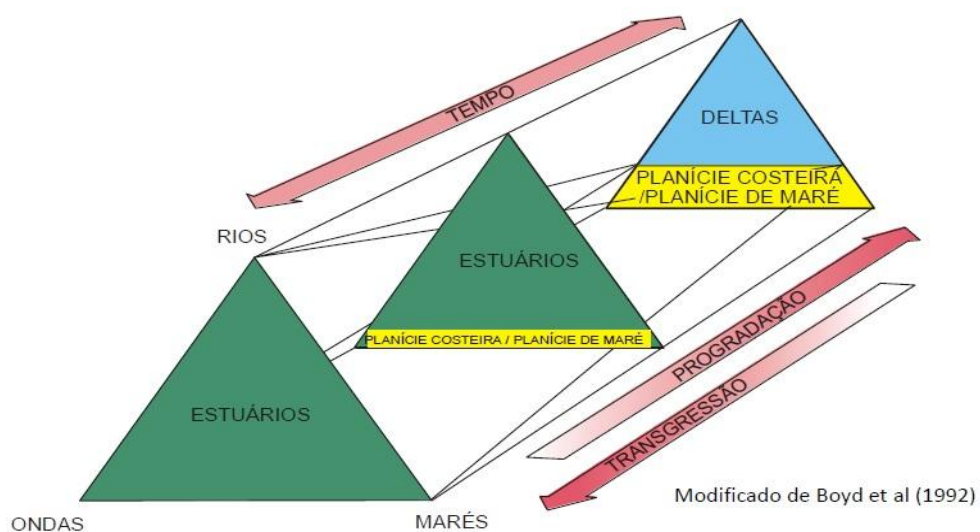 TEMPO
DELTAS
PLANÍCIE COSTEIRA
/PLANÍCIE DE MARÉ
RIOS
ESTUÁRIOS
PLANÍCIE COSTEIRA / PLANÍCIE DE MARÉ
PROGRADAÇÃO
TRANSGRESSÃO
ESTUÁRIOS
Modificado de Boyd et al (1992)
ONDAS
MARÉS